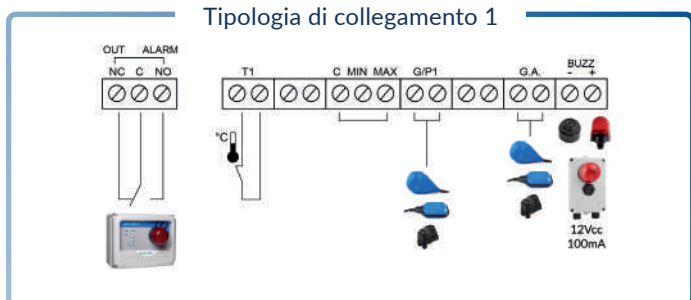 Tipologia di collegamento 1
OUT ALARM
NC C NO
T1
C MIN MAX
G/P1
G.A.
BUZZ
- +
°C
12Vcc
100mA